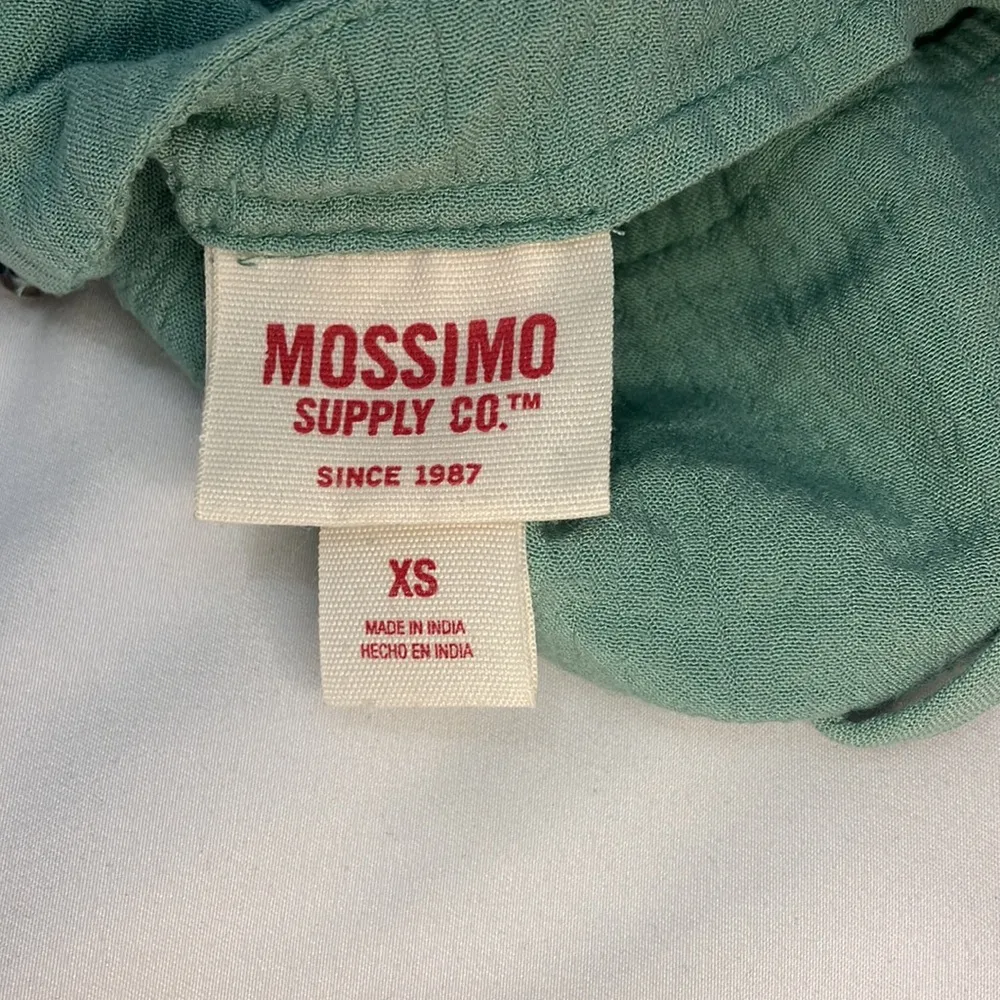 MOSSIMO
SUPPLY CO.™
SINCE 1987
XS
MADE IN INDIA
HECHO EN INDIA